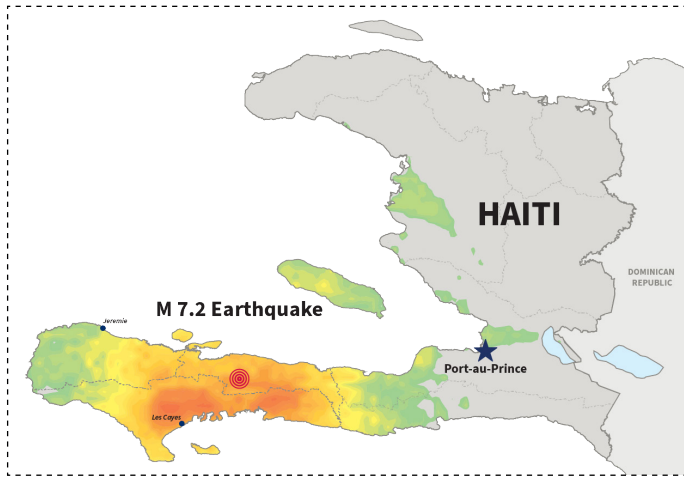 HAITI
DOMINICAN
REPUBLIC
M 7.2 Earthquake
Jeremie
Port-au-Prince
Les Cayes